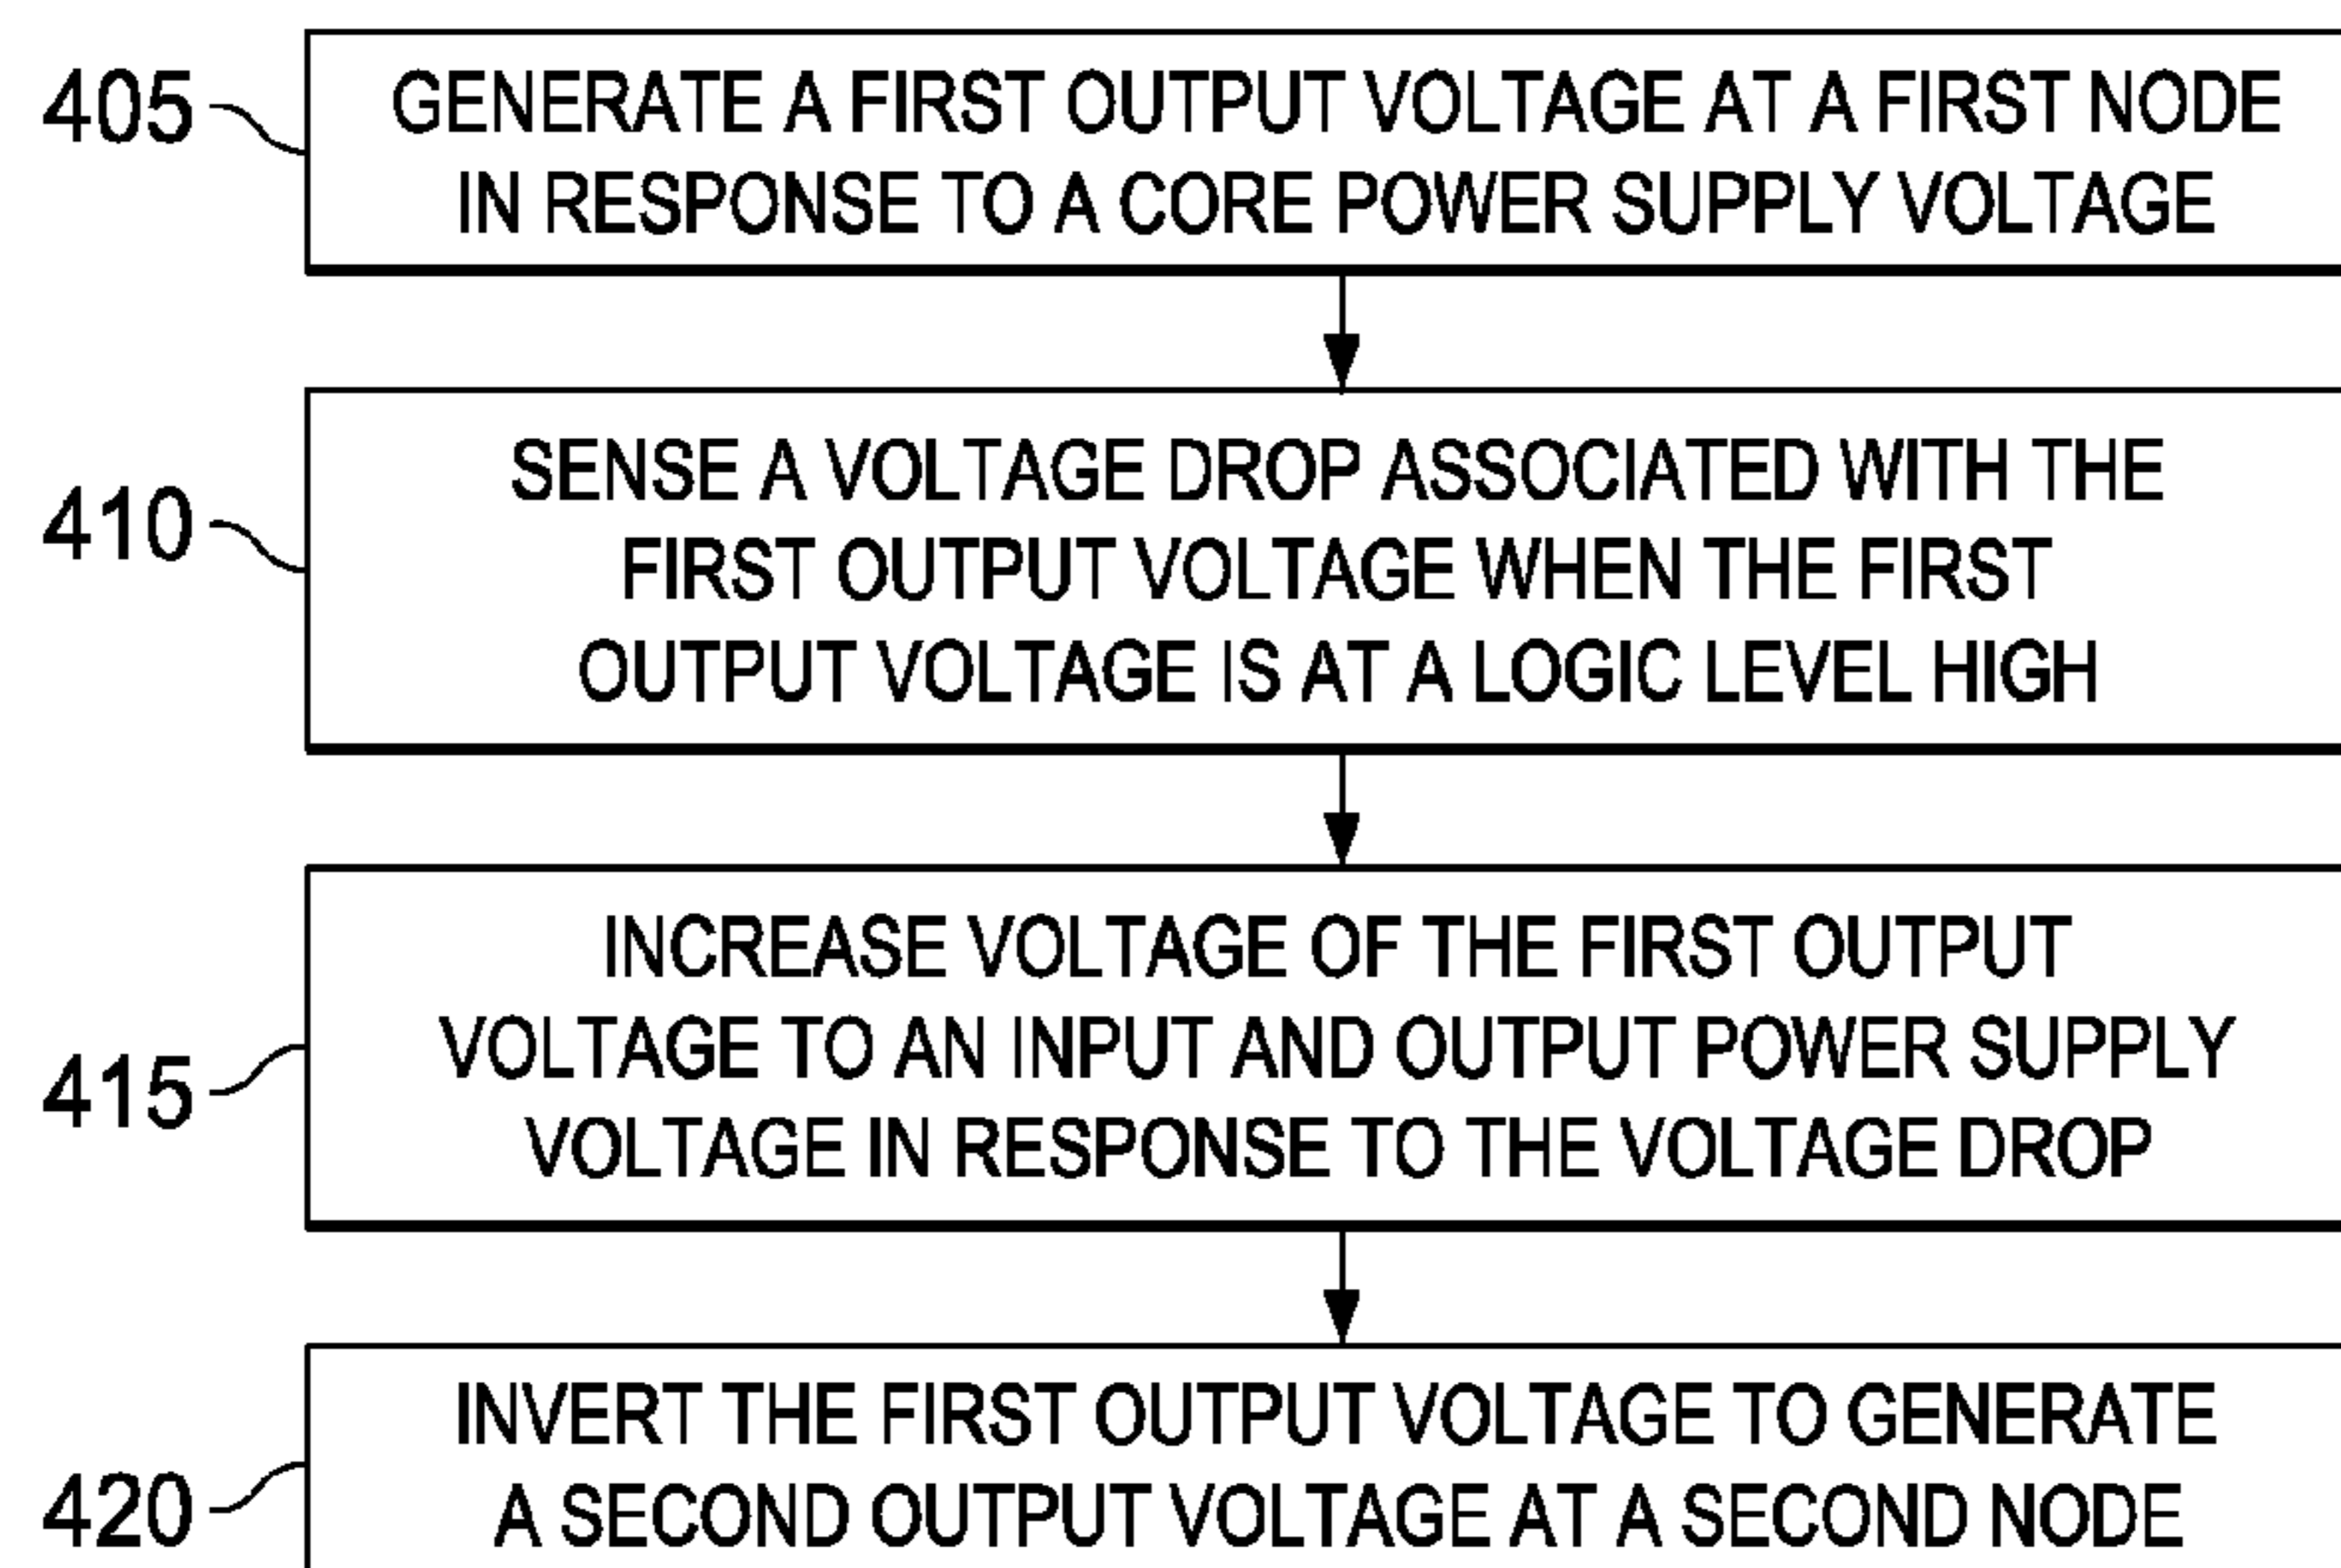 405
GENERATE A FIRST OUTPUT VOLTAGE AT A FIRST NODE
IN RESPONSE TO A CORE POWER SUPPLY VOLTAGE
410
SENSE A VOLTAGE DROP ASSOCIATED WITH THE
FIRST OUTPUT VOLTAGE WHEN THE FIRST
OUTPUT VOLTAGE IS AT A LOGIC LEVEL HIGH
415
INCREASE VOLTAGE OF THE FIRST OUTPUT
VOLTAGE TO AN INPUT AND OUTPUT POWER SUPPLY
VOLTAGE IN RESPONSE TO THE VOLTAGE DROP
420
INVERT THE FIRST OUTPUT VOLTAGE TO GENERATE
A SECOND OUTPUT VOLTAGE AT A SECOND NODE